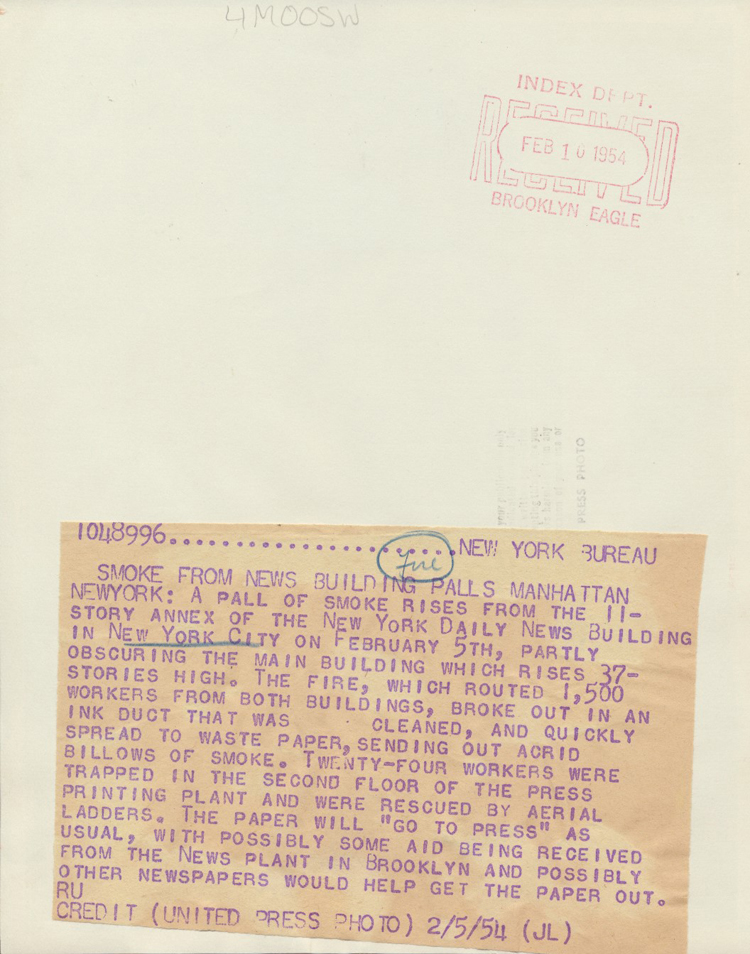 4MOOSW
INDEX DEPT.
RECEIVED
FEB 10 1954
BROOKLYN EAGLE
PRESS PHOTO
1048996.............................NEW YORK BUREAU
Fire
SMOKE FROM NEWS BUILDING PALLS MANHATTAN
NEWYORK: A PALL OF SMOKE RISES FROM THE 11-
STORY ANNEX OF THE NEW YORK DAILY NEWS BUILDING
IN NEW YORK CITY ON FEBRUARY 5TH, PARTLY
OBSCURING THE MAIN BUILDING WHICH RISES 37-
STORIES HIGH. THE FIRE, WHICH ROUTED 1,500
WORKERS FROM BOTH BUILDINGS, BROKE OUT IN AN
INK DUCT THAT WAS CLEANED, AND QUICKLY
SPREAD TO WASTE PAPER, SENDING OUT ACRID
BILLOWS OF SMOKE. TWENTY-FOUR WORKERS WERE
TRAPPED IN THE SECOND FLOOR OF THE PRESS
PRINTING PLANT AND WERE RESCUED BY AERIAL
LADDERS. THE PAPER WILL "GO TO PRESS" AS
USUAL, WITH POSSIBLY SOME AID BEING RECEIVED
FROM THE NEWS PLANT IN BROOKLYN AND POSSIBLY
OTHER NEWSPAPERS WOULD HELP GET THE PAPER OUT.
RU
CREDIT (UNITED PRESS PHOTO) 2/5/54 (JL)